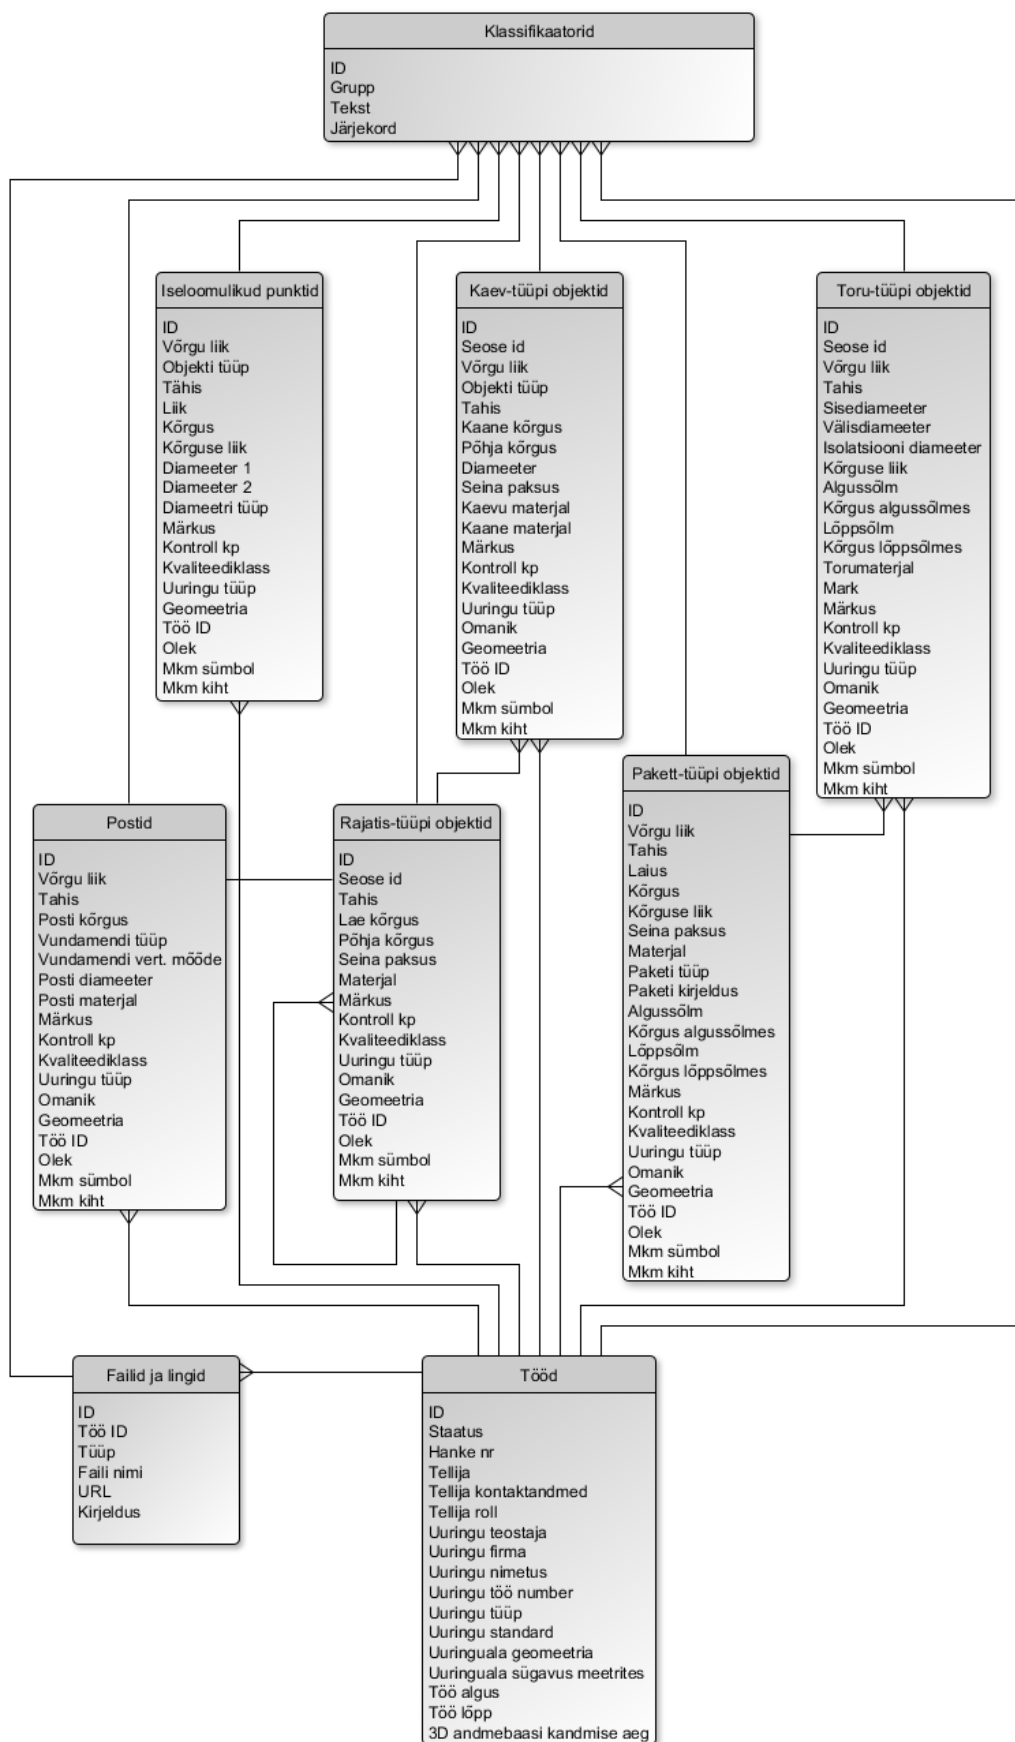 Klassifikaatorid
ID
Grupp
Tekst
Järjekord
Iseloomulikud punktid
ID
Võrgu liik
Objekti tüüp
Tähis
Liik
Kõrgus
Kõrguse liik
Diameeter 1
Diameeter 2
Diameetri tüüp
Märkus
Kontroll kp
Kvaliteediklass
Uuringu tüüp
Geomeetria
Töö ID
Olek
Mkm sümbol
Mkm kiht
Kaev-tüüpi objektid
ID
Seose id
Võrgu liik
Objekti tüüp
Tahis
Kaane kõrgus
Põhja kõrgus
Diameeter
Seina paksus
Kaevu materjal
Kaane materjal
Märkus
Kontroll kp
Kvaliteediklass
Uuringu tüüp
Omanik
Geomeetria
Töö ID
Olek
Mkm sümbol
Mkm kiht
Toru-tüüpi objektid
ID
Seose id
Võrgu liik
Tahis
Sisediameeter
Välisdiameeter
Isolatsiooni diameeter
Kõrguse liik
Algussõlm
Kõrgus algussõlmes
Lõppsõlm
Kõrgus lõppsõlmes
Torumaterjal
Mark
Märkus
Kontroll kp
Kvaliteediklass
Uuringu tüüp
Omanik
Geomeetria
Töö ID
Olek
Mkm sümbol
Mkm kiht
Postid
ID
Võrgu liik
Tahis
Posti kõrgus
Vundamendi tüüp
Vundamendi vert. mõõde
Posti diameeter
Posti materjal
Märkus
Kontroll kp
Kvaliteediklass
Uuringu tüüp
Omanik
Geomeetria
Töö ID
Olek
Mkm sümbol
Mkm kiht
Rajatis-tüüpi objektid
ID
Seose id
Tahis
Lae kõrgus
Põhja kõrgus
Seina paksus
Materjal
Märkus
Kontroll kp
Kvaliteediklass
Uuringu tüüp
Omanik
Geomeetria
Töö ID
Olek
Mkm sümbol
Mkm kiht
Pakett-tüüpi objektid
ID
Võrgu liik
Tahis
Laius
Kõrgus
Kõrguse liik
Seina paksus
Materjal
Paketi tüüp
Paketi kirjeldus
Algussõlm
Kõrgus algussõlmes
Lõppsõlm
Kõrgus lõppsõlmes
Märkus
Kontroll kp
Kvaliteediklass
Uuringu tüüp
Omanik
Geomeetria
Töö ID
Olek
Mkm sümbol
Mkm kiht
Failid ja lingid
ID
Töö ID
Tüüp
Faili nimi
URL
Kirjeldus
Tööd
ID
Staatus
Hanke nr
Tellija
Tellija kontaktandmed
Tellija roll
Uuringu teostaja
Uuringu firma
Uuringu nimetus
Uuringu töö number
Uuringu tüüp
Uuringu standard
Uuringuala geomeetria
Uuringuala sügavus meetrites
Töö algus
Töö lõpp
3D andmebaasi kandmise aeg